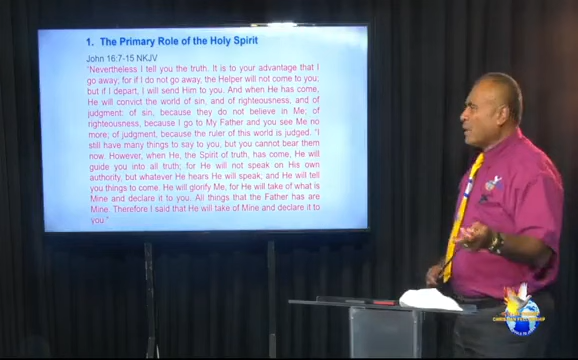 1. The Primary Role of the Holy Spirit
John 16:7-15 NKJV
"Nevertheless I tell you the truth. It is to your advantage that I
go away; for if I do not go away, the Helper will not come to you;
but if I depart, I will send Him to you. And when He has come,
He will convict the world of sin, and of righteousness, and of
judgment: of sin, because they do not believe in Me; of
righteousness, because I go to My Father and you see Me no
more; of judgment, because the ruler of this world is judged. "I
still have many things to say to you, but you cannot bear them
now. However, when He, the Spirit of truth, has come, He will
guide you into all truth; for He will not speak on His own
authority, but whatever He hears He will speak; and He will tell
you things to come. He will glorify Me, for He will take of what is
Mine and declare it to you. All things that the Father has are
Mine. Therefore I said that He will take of Mine and declare it to
you."
CHRISTIAN FELLOWSHIP